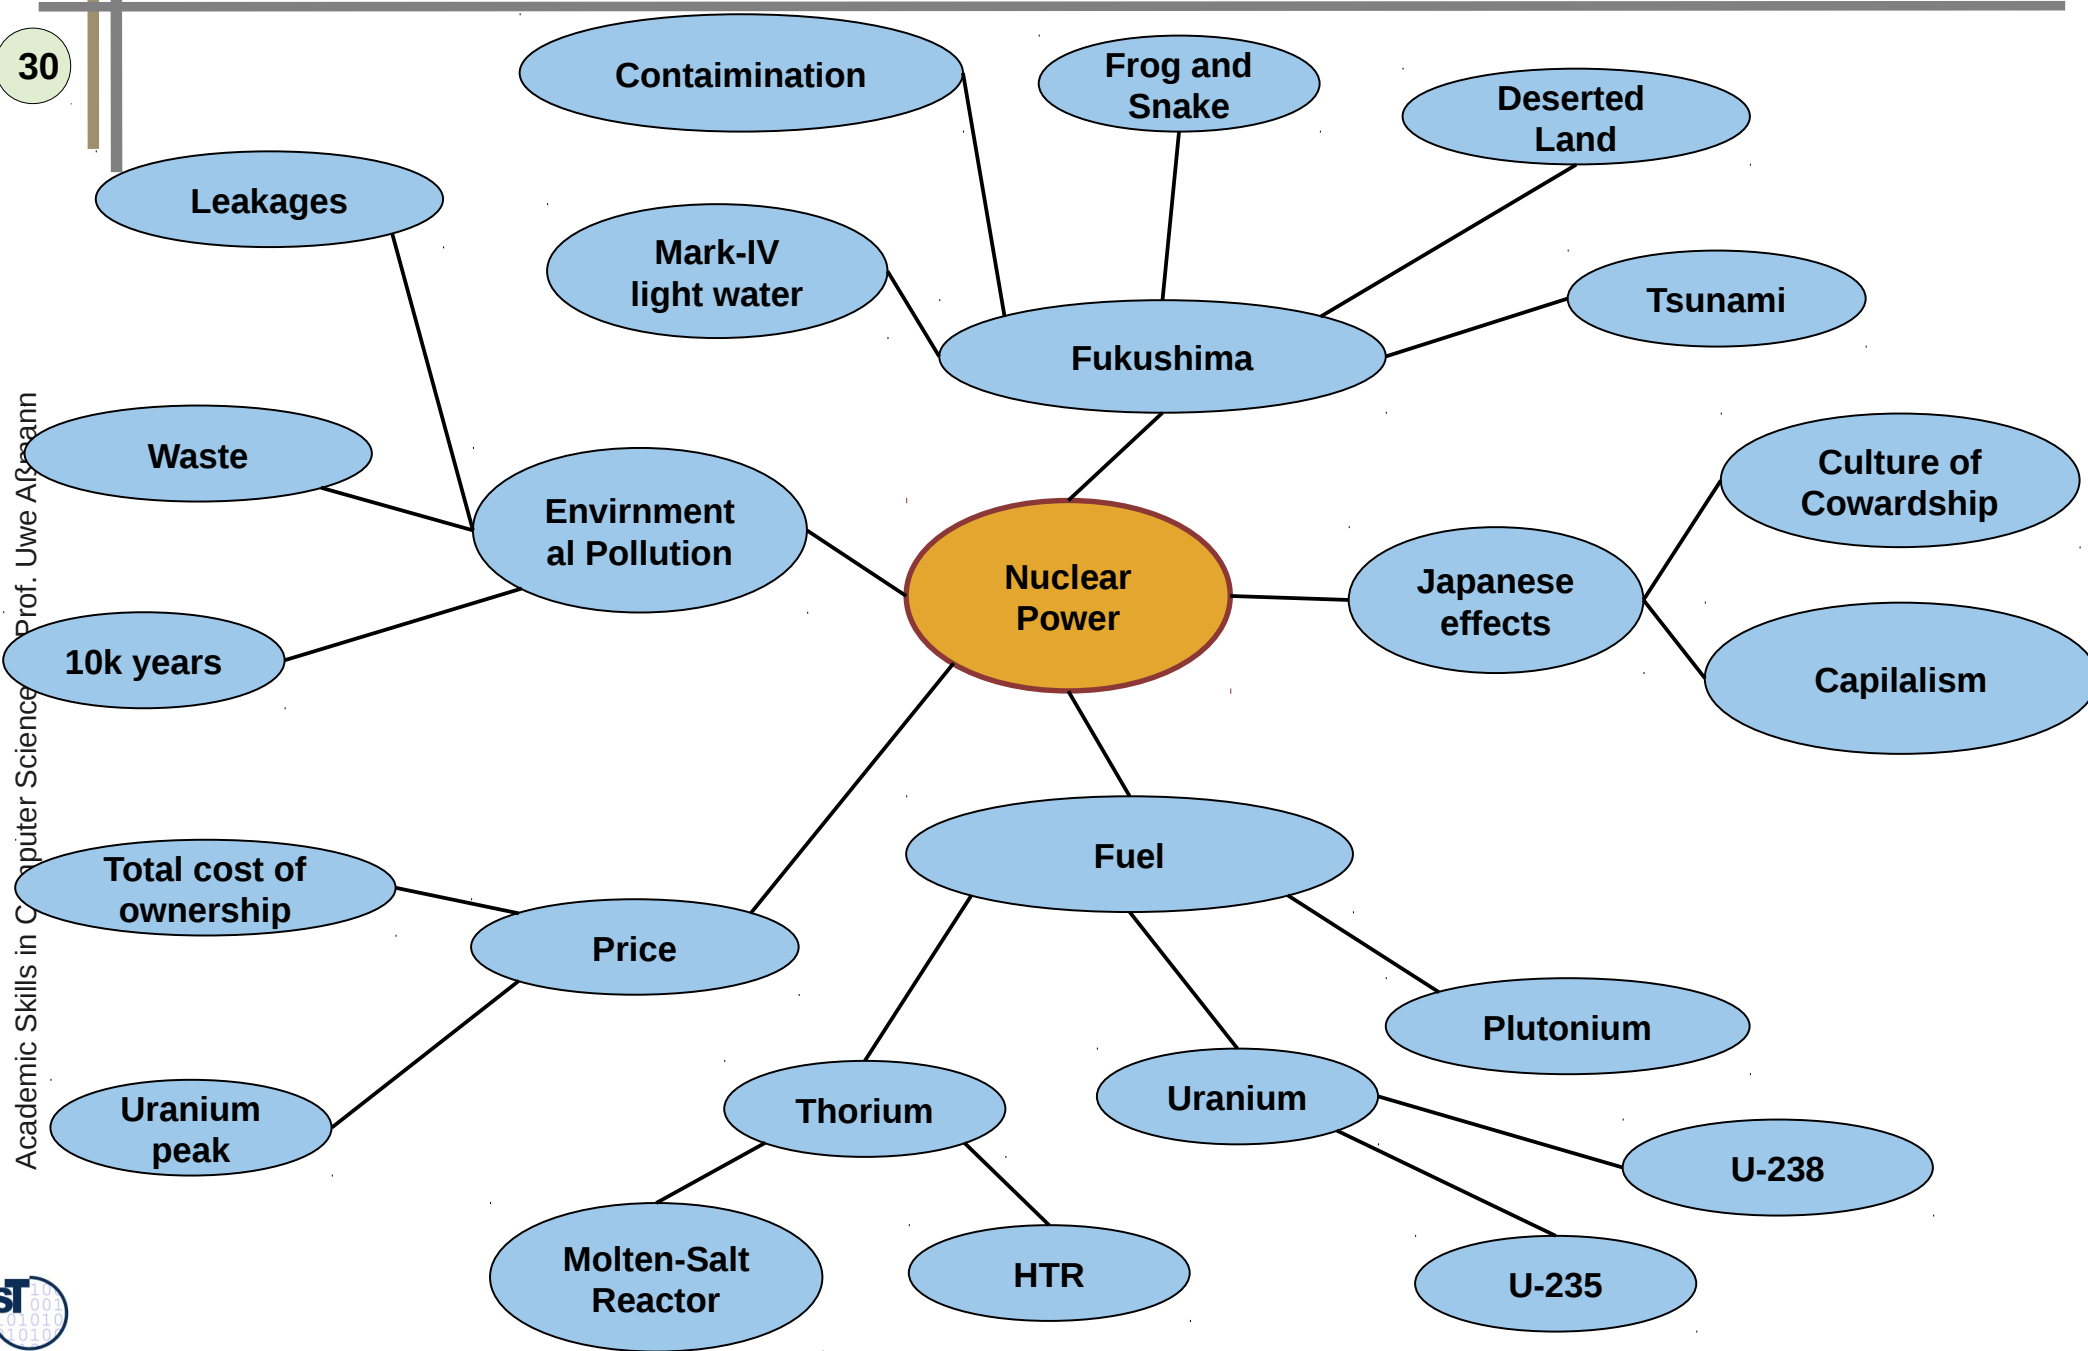 30
Contaimination
Frog and
Snake
Deserted
Land
Leakages
Mark-IV
light water
Tsunami
Fukushima
Waste
Envirnment
al Pollution
Culture of
Cowardship
Nuclear
Power
Japanese
effects
10k years
Capilalism
Fuel
Total cost of
ownership
Price
Plutonium
Uranium
peak
Thorium
Uranium
U-238
Molten-Salt
Reactor
HTR
U-235
Academic Skills in Computer Science, Prof. Uwe Aßmann
sT